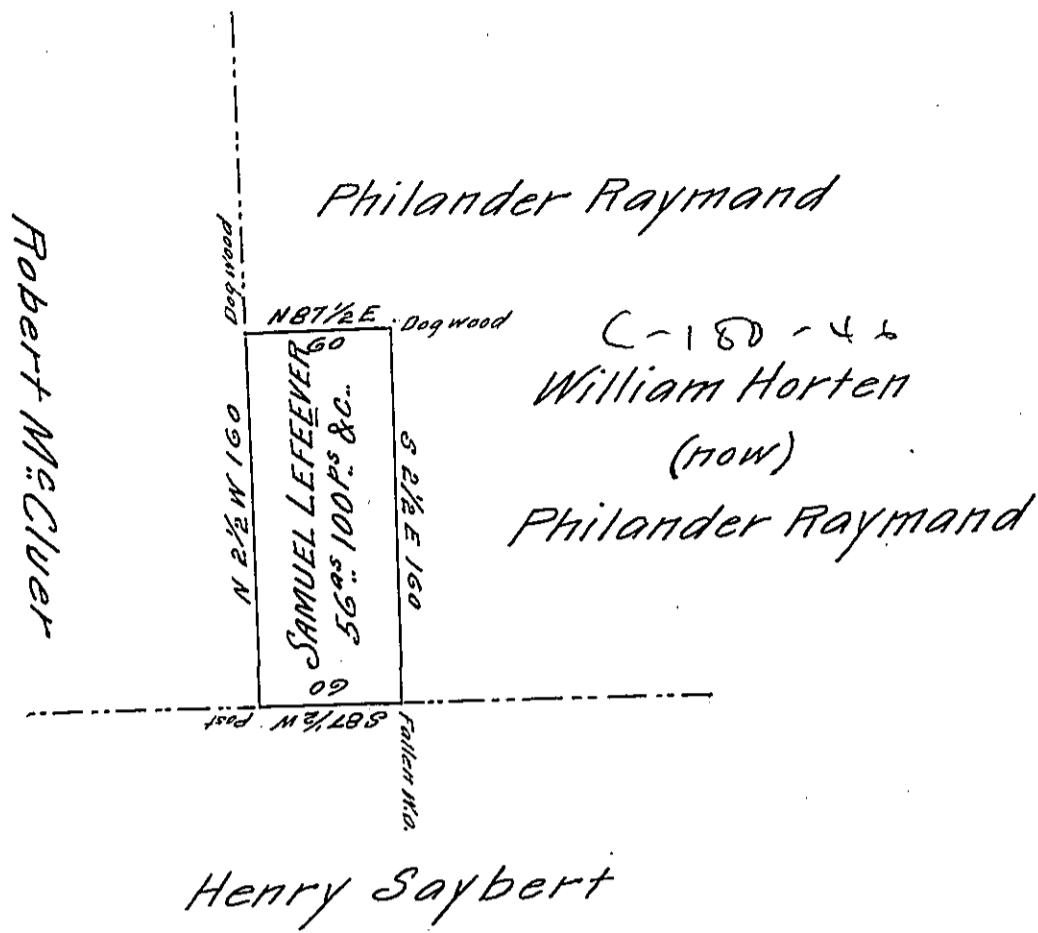 Philander Raymand
Robert McCluer
Dogwood
N87½E
Dogwood
60
C-180-46
William Horten
(now)
Philander Raymand
N 2½ W 160
SAMUEL LEFEEVER
56as 100Ps &C..
S 2½ E 160
60
Post
S87½W
Fallen W.O.
Henry Saybert